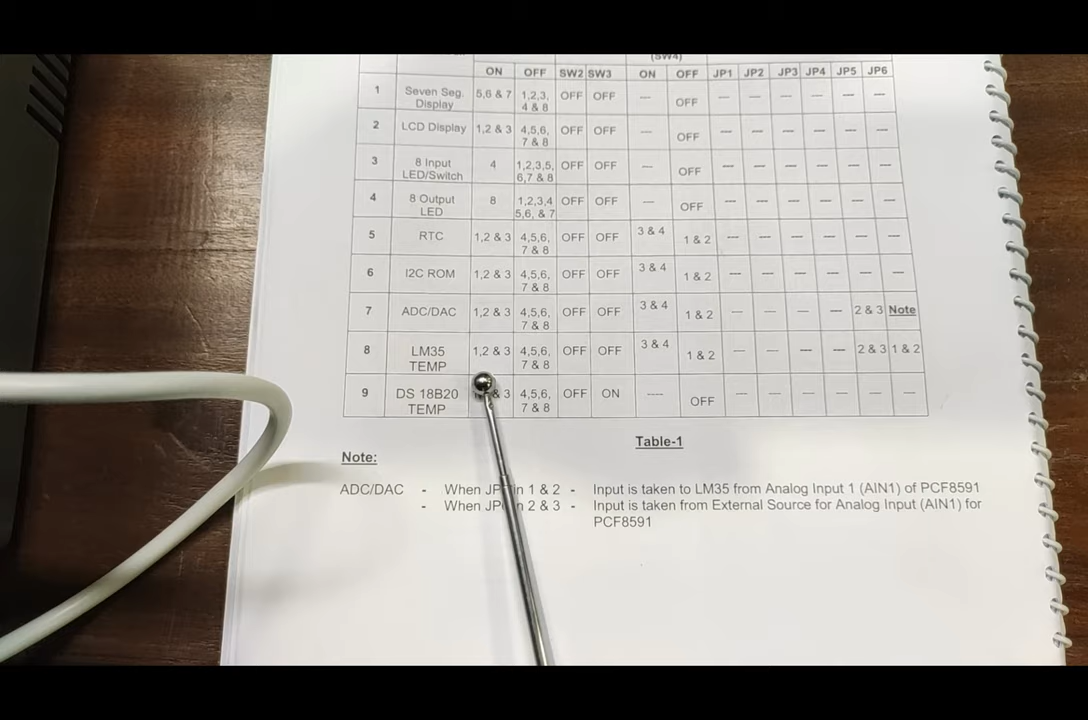 (SW4)
ON OFF SW2 SW3 ON OFF JP1 JP2 JP3 JP4 JP5 JP6
1 Seven Seg. 5,6 & 7 1,2,3, OFF OFF --- OFF --- --- --- --- --- ---
Display 4 & 8
2 LCD Display 1,2 & 3 4,5,6, OFF OFF --- OFF --- --- --- --- --- ---
7 & 8
3 8 Input 4 1,2,3,5, OFF OFF --- OFF --- --- --- --- --- ---
LED/Switch 6,7 & 8
4 8 Output 8 1,2,3,4 OFF OFF --- OFF --- --- --- --- --- ---
LED 5,6, & 7
5 RTC 1,2 & 3 4,5,6, OFF OFF 3 & 4 1 & 2 --- --- --- --- --- ---
7 & 8
6 I2C ROM 1,2 & 3 4,5,6, OFF OFF 3 & 4 1 & 2 --- --- --- --- --- ---
7 & 8
7 ADC/DAC 1,2 & 3 4,5,6, OFF OFF 3 & 4 1 & 2 --- --- --- --- 2 & 3 Note
7 & 8
8 LM35 1,2 & 3 4,5,6, OFF OFF 3 & 4 1 & 2 --- --- --- --- 2 & 3 1 & 2
TEMP 7 & 8
9 DS 18B20 & 3 4,5,6, OFF ON ---- OFF --- --- --- --- --- ---
TEMP 7 & 8
Table-1
Note:
ADC/DAC - When in 1 & 2 - Input is taken to LM35 from Analog Input 1 (AIN1) of PCF8591
- When in 2 & 3 - Input is taken from External Source for Analog Input (AIN1) for
PCF8591